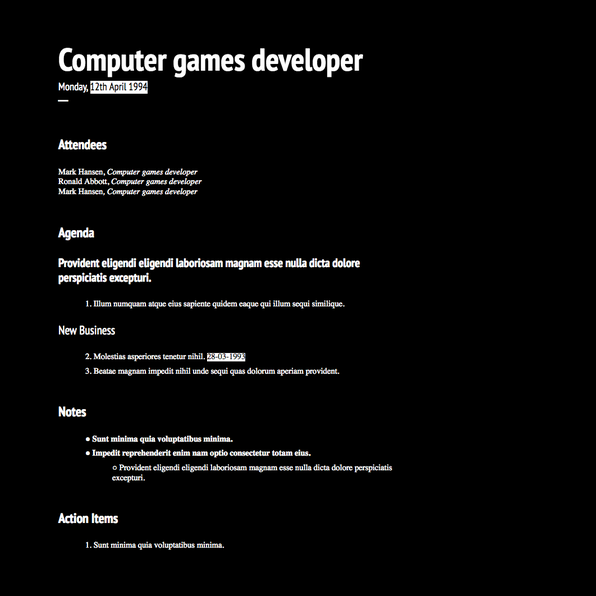 Computer games developer
Monday, 12th April 1994
Attendees
Mark Hansen, Computer games developer
Ronald Abbott, Computer games developer
Mark Hansen, Computer games developer
Agenda
Provident eligendi eligendi laboriosam magnam esse nulla dicta dolore
perspiciatis excepturi.
1. Illum numquam atque eius sapiente quidem eaque qui illum sequi similique.
New Business
2. Molestias asperiores tenetur nihil. 28-03-1993
3. Beatae magnam impedit nihil unde sequi quas dolorum aperiam provident.
Notes
● Sunt minima quia voluptatibus minima.
● Impedit reprehenderit enim nam optio consectetur totam eius.
○ Provident eligendi eligendi laboriosam magnam esse nulla dicta dolore perspiciatis
excepturi.
Action Items
1. Sunt minima quia voluptatibus minima.